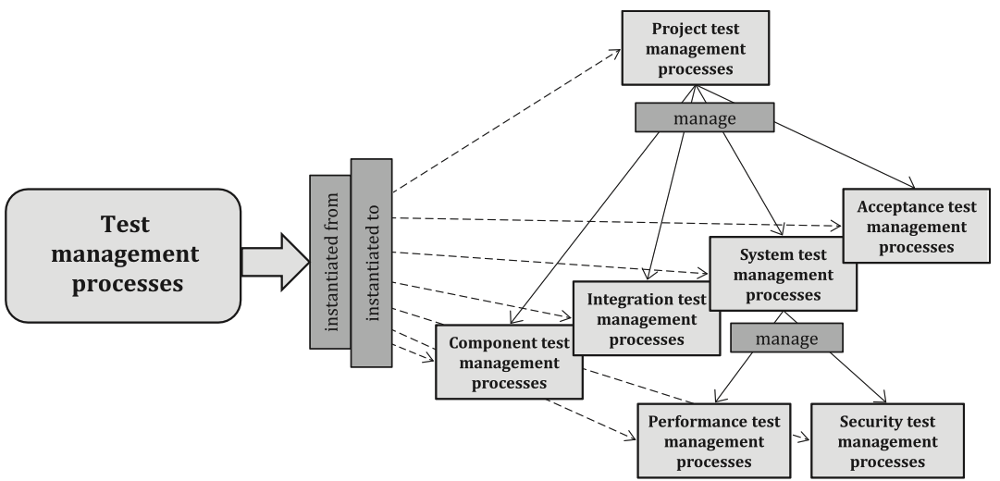 Project test
management
processes
manage
Test
management
processes
instantiated from
instantiated to
Acceptance test
management
processes
System test
management
processes
Integration test
management
processes
Component test
management
processes
manage
Performance test
management
processes
Security test
management
processes